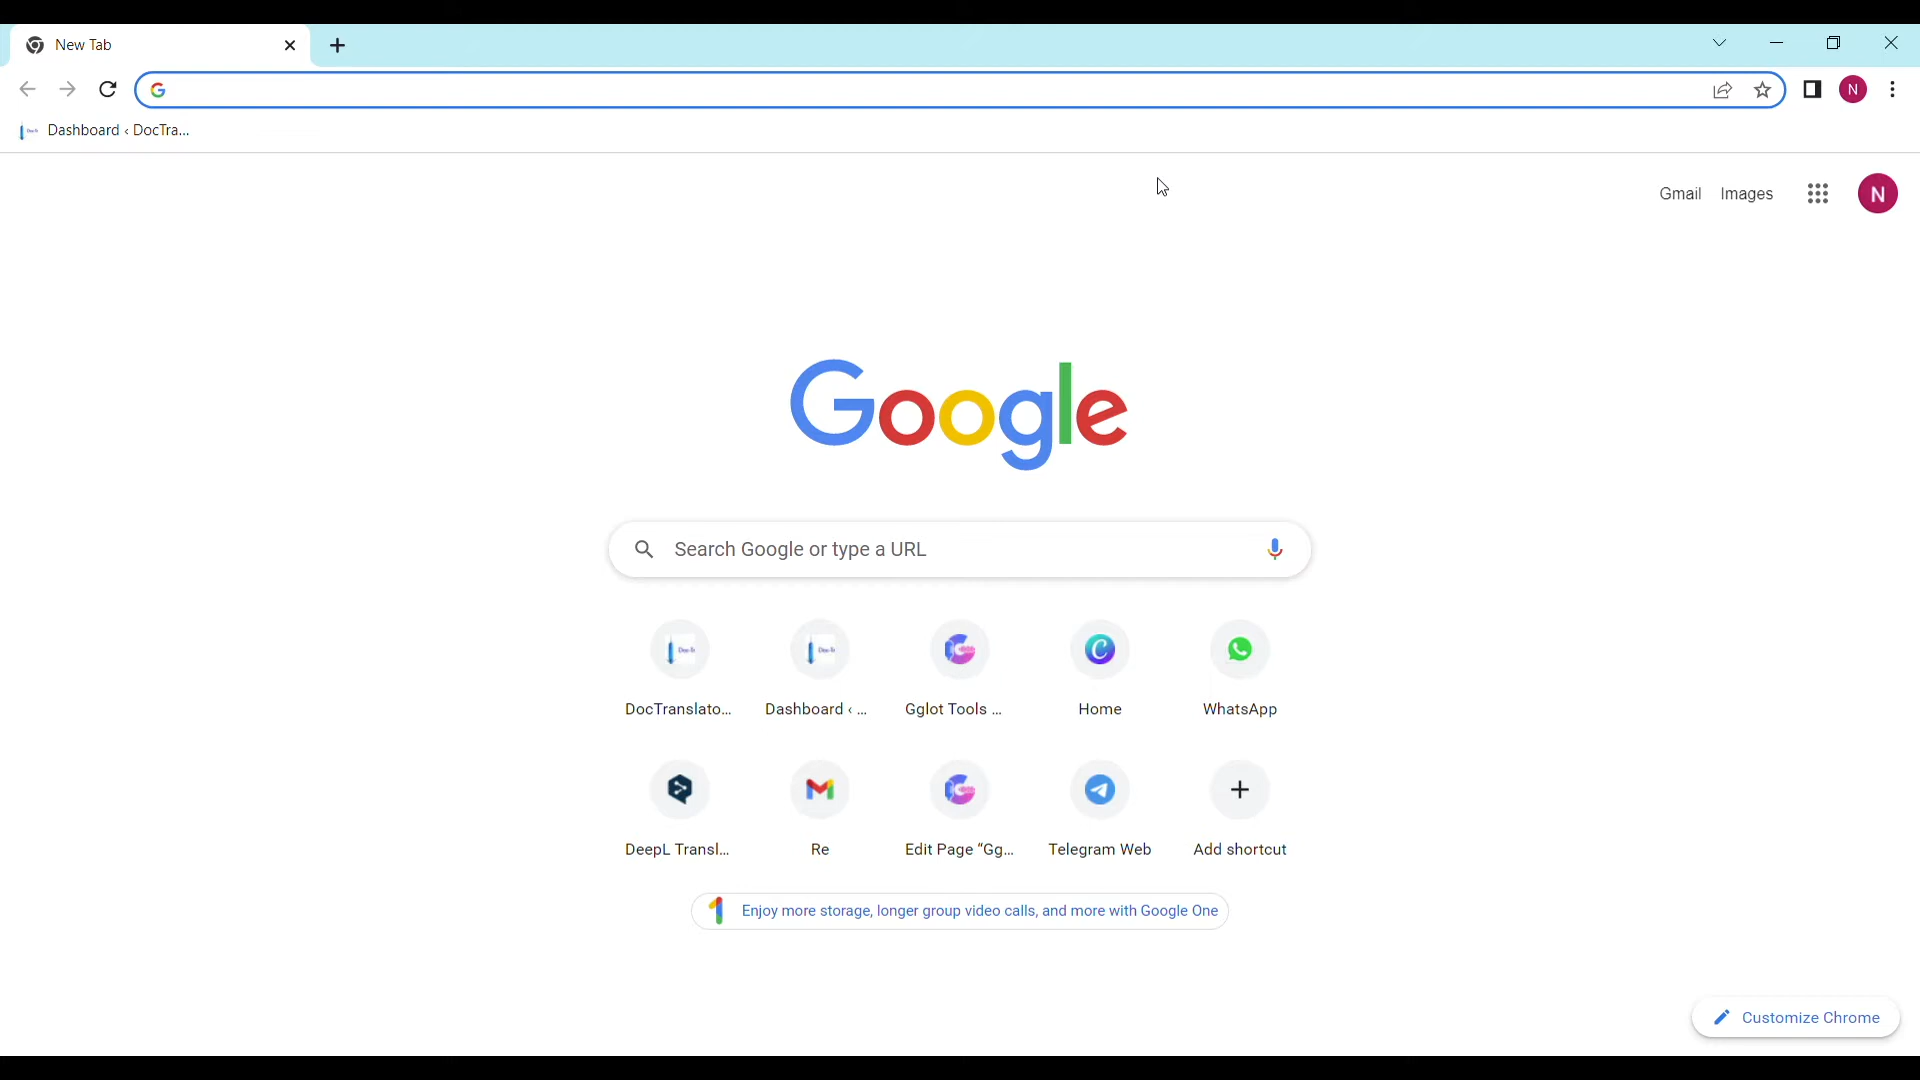 New Tab
Dashboard ‹ DocTra...
Gmail Images N
N
Google
Search Google or type a URL
DocTranslato... Dashboard ‹ ... Gglot Tools ... Home WhatsApp
DeepL Transl... Re Edit Page “Gg... Telegram Web Add shortcut
Enjoy more storage, longer group video calls, and more with Google One
Customize Chrome